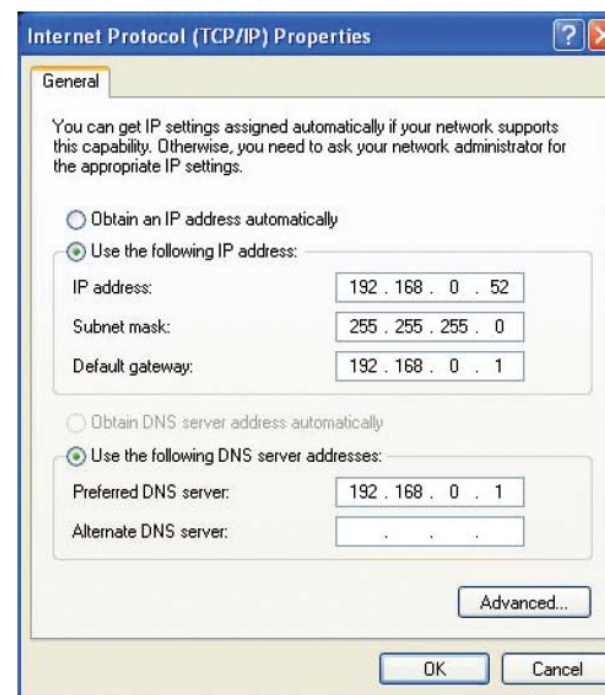 Internet Protocol (TCP/IP) Properties
General
You can get IP settings assigned automatically if your network supports
this capability. Otherwise, you need to ask your network administrator for
the appropriate IP settings.
Obtain an IP address automatically
Use the following IP address:
IP address: 192 . 168 . 0 . 52
Subnet mask: 255 . 255 . 255 . 0
Default gateway: 192 . 168 . 0 . 1
Obtain DNS server address automatically
Use the following DNS server addresses:
Preferred DNS server: 192 . 168 . 0 . 1
Alternate DNS server: . . .
Advanced...
OK Cancel